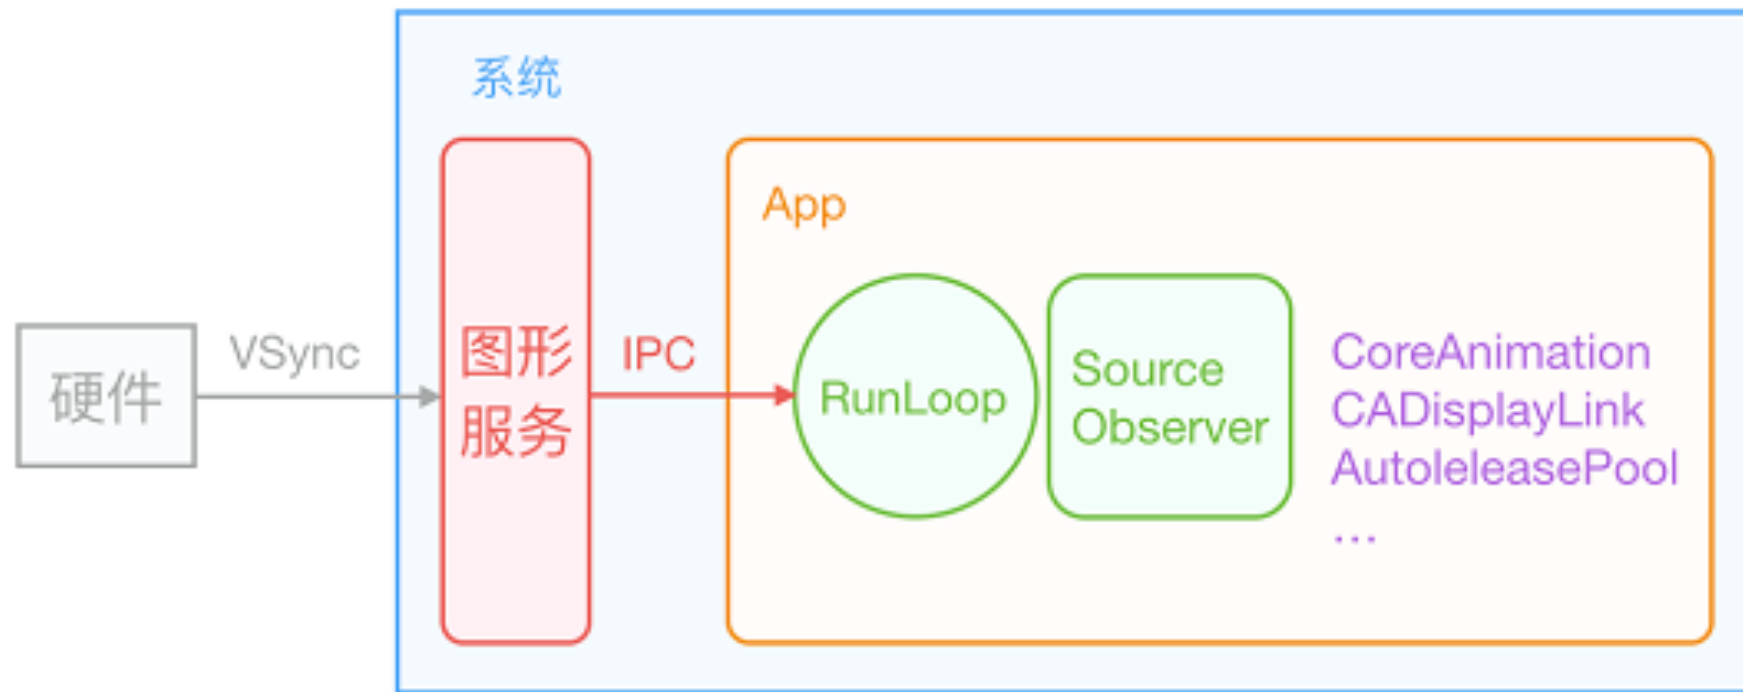 系统
App
硬件
VSync
图形
服务
IPC
RunLoop
Source
Observer
CoreAnimation
CADisplayLink
AutoleleasePool
...